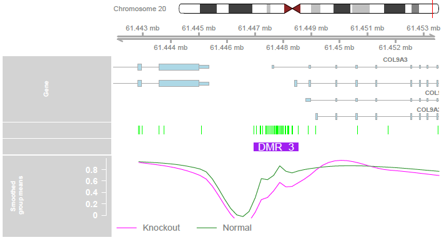 Chromosome 20
61.443 mb
61.445 mb
61.447 mb
61.449 mb
61.451 mb
61.453 mb
61.444 mb
61.446 mb
61.448 mb
61.45 mb
61.452 mb
Gene
COL9A3
COL9
COL9A3
DMR_3
Smoothed
group means
0.8
0.6
0.4
0.2
0
Knockout
Normal